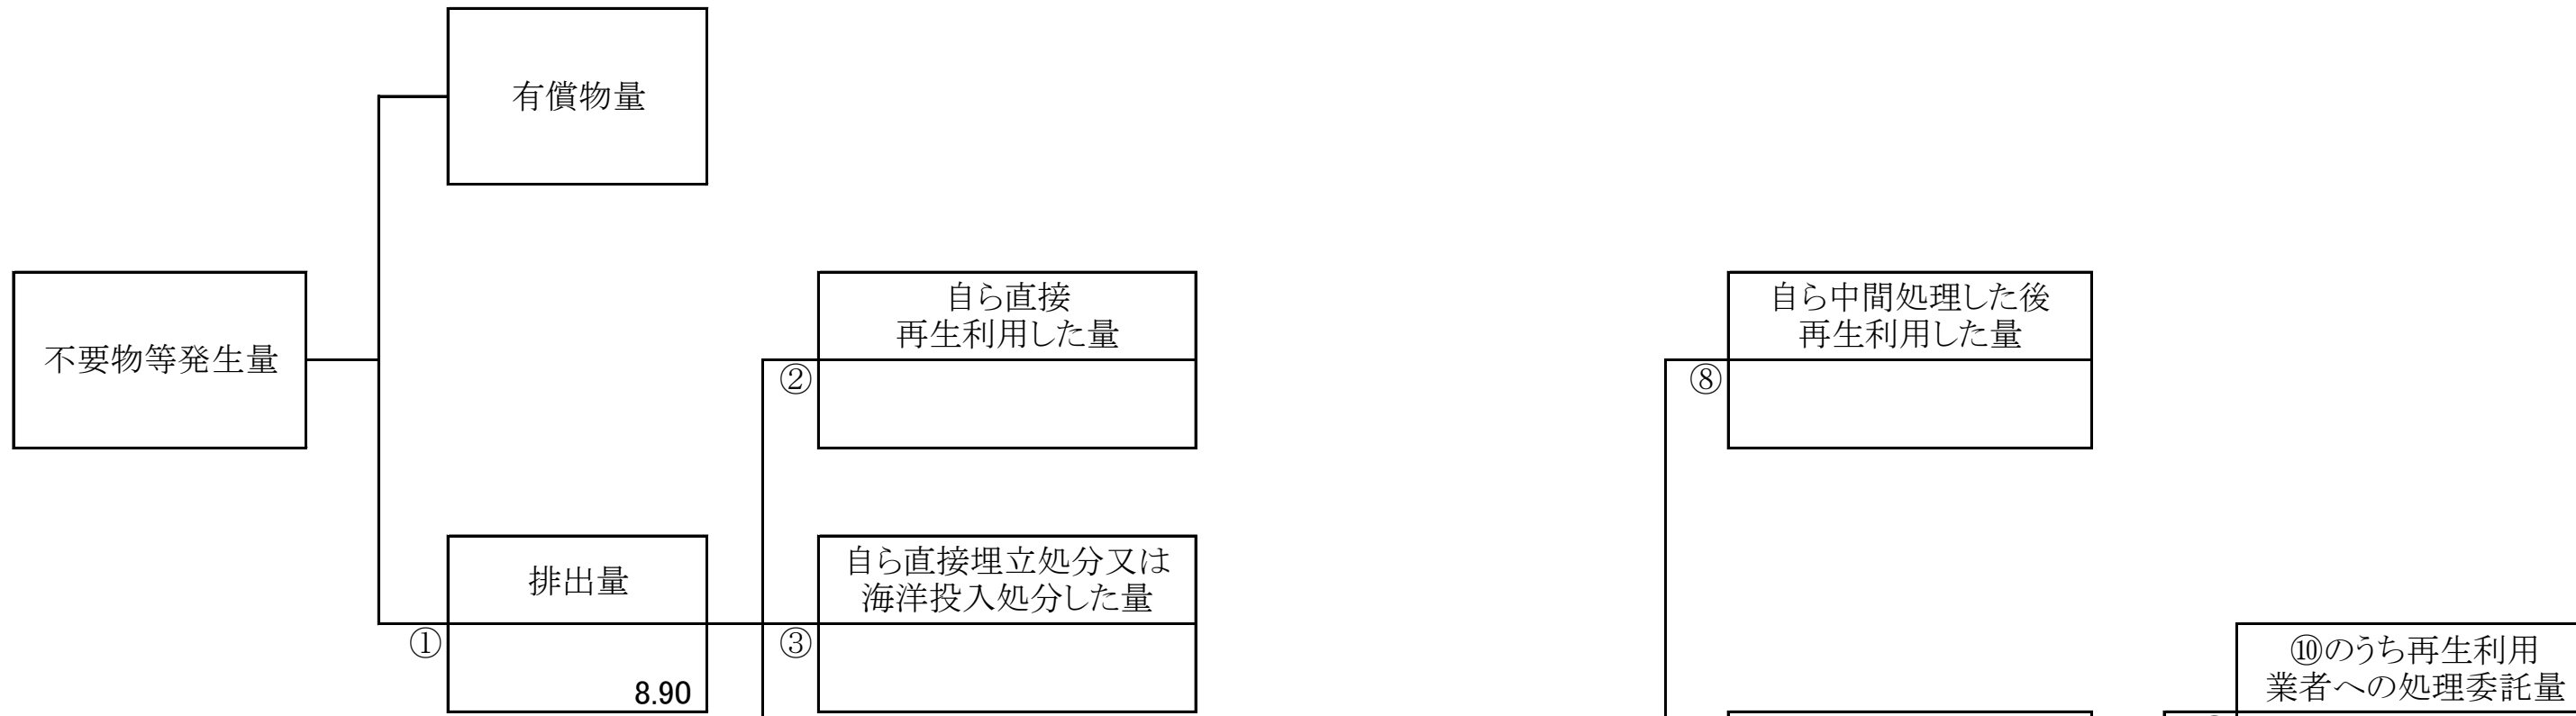 有償物量
不要物等発生量
自ら直接
再生利用した量
②
自ら中間処理した後
再生利用した量
⑧
排出量
①
8.90
自ら直接埋立処分又は
海洋投入処分した量
③
⑩のうち再生利用
業者への処理委託量